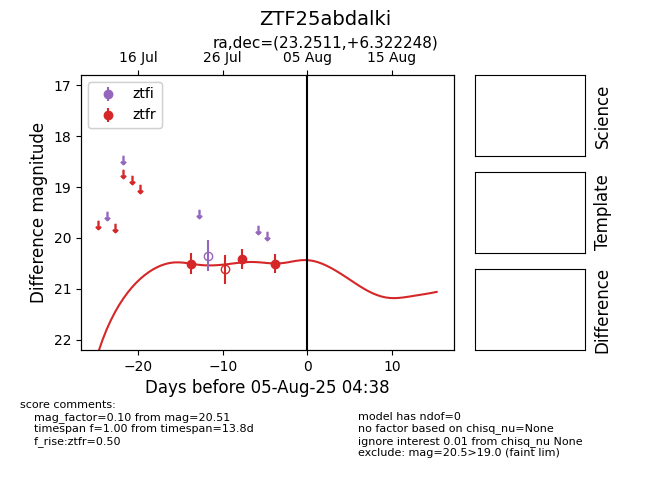 ZTF25abdalki
ra,dec=(23.2511,+6.322248)
16 Jul 26 Jul 05 Aug 15 Aug
ztfi
ztfr
17
18
19
20
21
22
Difference magnitude
−20 −10 0 10
Days before 05-Aug-25 04:38
Science
Template
Difference
score comments:
mag_factor=0.10 from mag=20.51
timespan f=1.00 from timespan=13.8d
f_rise:ztfr=0.50
model has ndof=0
no factor based on chisq_nu=None
ignore interest 0.01 from chisq_nu None
exclude: mag=20.5>19.0 (faint lim)